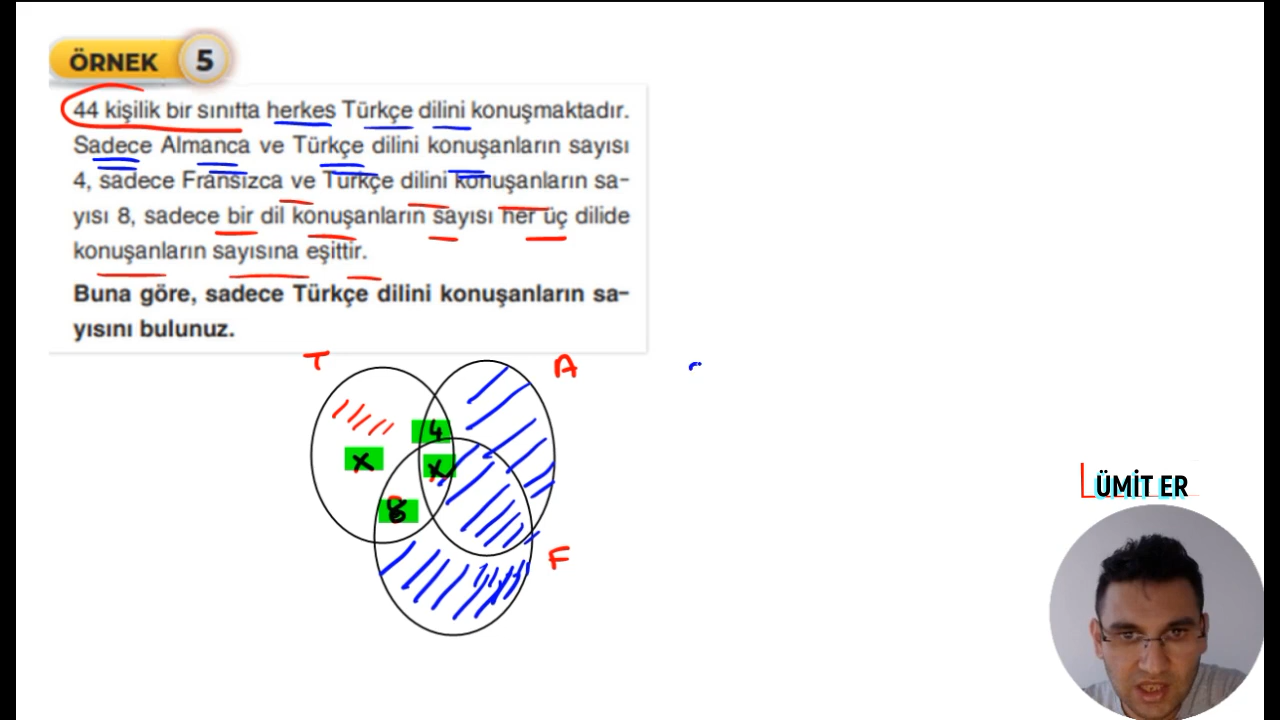 ÖRNEK 5
44 kişilik bir sınıfta herkes Türkçe dilini konuşmaktadır.
Sadece Almanca ve Türkçe dilini konuşanların sayısı
4, sadece Fransızca ve Türkçe dilini konuşanların sa-
yısı 8, sadece bir dil konuşanların sayısı her üç dilide
konuşanların sayısına eşittir.
Buna göre, sadece Türkçe dilini konuşanların sa-
yısını bulunuz.
T
A
4
x
x
8
F
ÜMİT ER